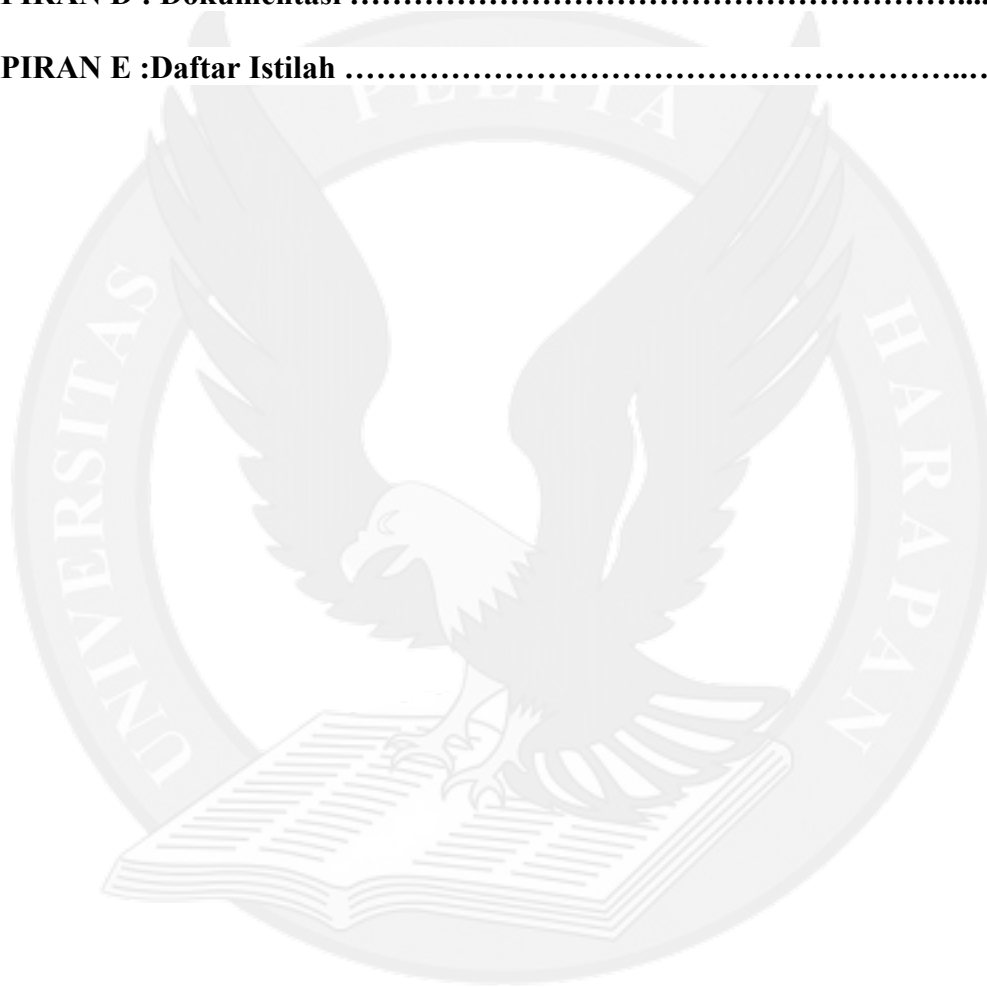 PIRAN D : Dokumentasi ……………………………………………………....
PIRAN E :Daftar Istilah …………………………………………………..…
UNIVERSITAS PELITA HARAPAN